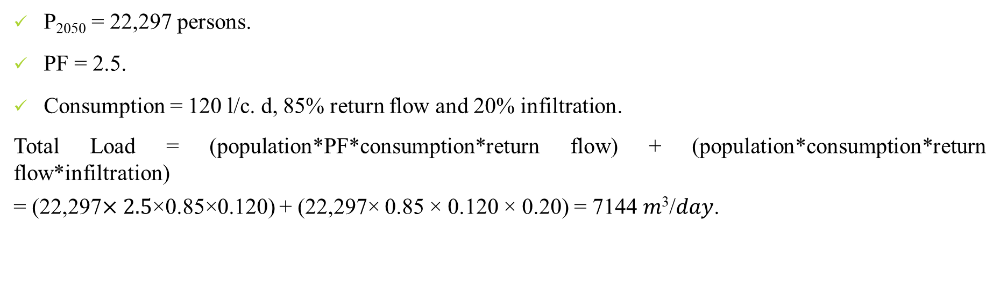 ✓ P₂₀₅₀ = 22,297 persons.
✓ PF = 2.5.
✓ Consumption = 120 l/c. d, 85% return flow and 20% infiltration.
Total Load = (population*PF*consumption*return flow) + (population*consumption*return
flow*infiltration)
= (22,297× 2.5×0.85×0.120) + (22,297× 0.85 × 0.120 × 0.20) = 7144 m³/day.